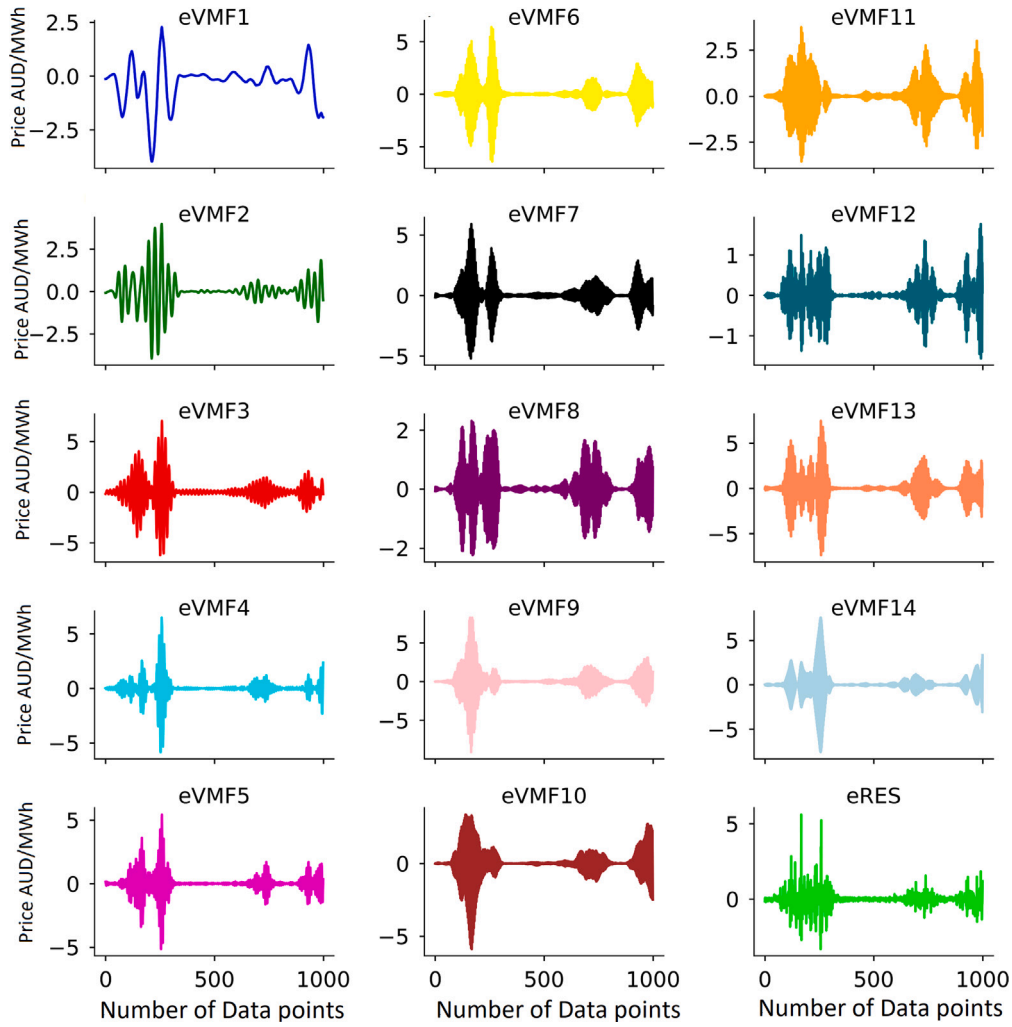 eVMF1
eVMF6
eVMF11
Price AUD/MWh
2.5
0.0
−2.5
5
0
−5
2.5
0.0
−2.5
eVMF2
eVMF7
eVMF12
Price AUD/MWh
2.5
0.0
−2.5
5
0
−5
1
0
−1
eVMF3
eVMF8
eVMF13
Price AUD/MWh
5
0
−5
2
0
−2
5
0
−5
eVMF4
eVMF9
eVMF14
Price AUD/MWh
5
0
−5
5
0
−5
5
0
−5
eVMF5
eVMF10
eRES
Price AUD/MWh
5
0
−5
0
−5
5
0
0 500 1000
0 500 1000
0 500 1000
Number of Data points
Number of Data points
Number of Data points